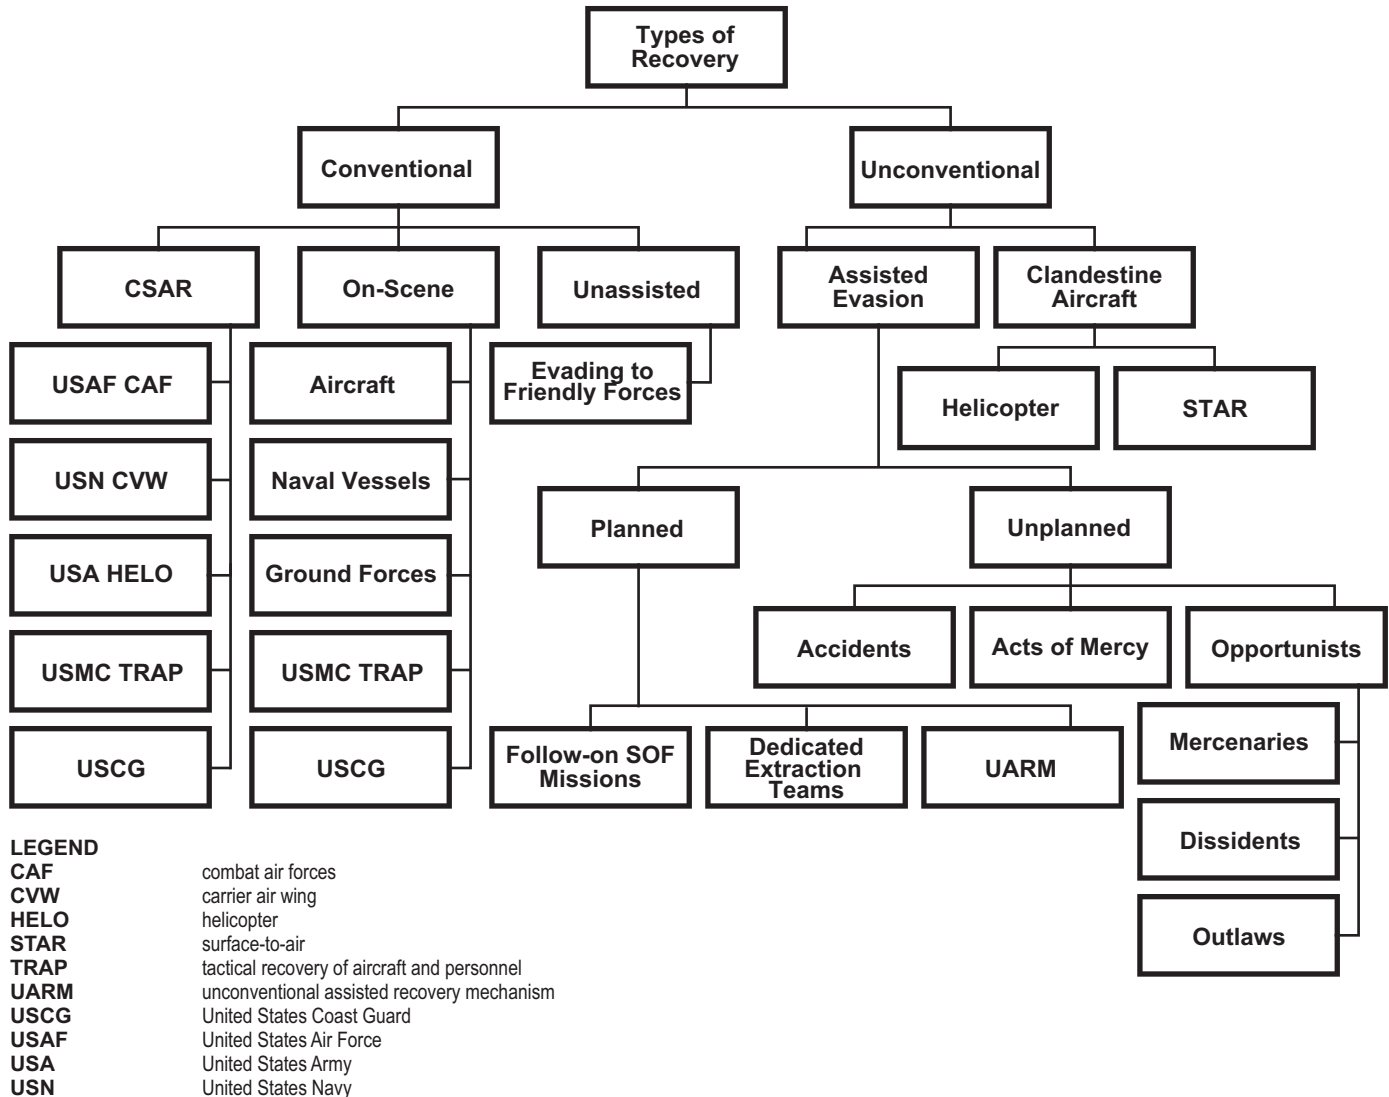 Types of
Recovery
Conventional
Unconventional
CSAR
On-Scene
Unassisted
Assisted
Evasion
Clandestine
Aircraft
USAF CAF
Aircraft
Evading to
Friendly Forces
Helicopter
STAR
USN CVW
Naval Vessels
Planned
Unplanned
USA HELO
Ground Forces
Accidents
Acts of Mercy
Opportunists
USMC TRAP
USMC TRAP
Mercenaries
USCG
USCG
Follow-on SOF
Missions
Dedicated
Extraction
Teams
UARM
Dissidents
Outlaws
LEGEND
CAF combat air forces
CVW carrier air wing
HELO helicopter
STAR surface-to-air
TRAP tactical recovery of aircraft and personnel
UARM unconventional assisted recovery mechanism
USCG United States Coast Guard
USAF United States Air Force
USA United States Army
USN United States Navy